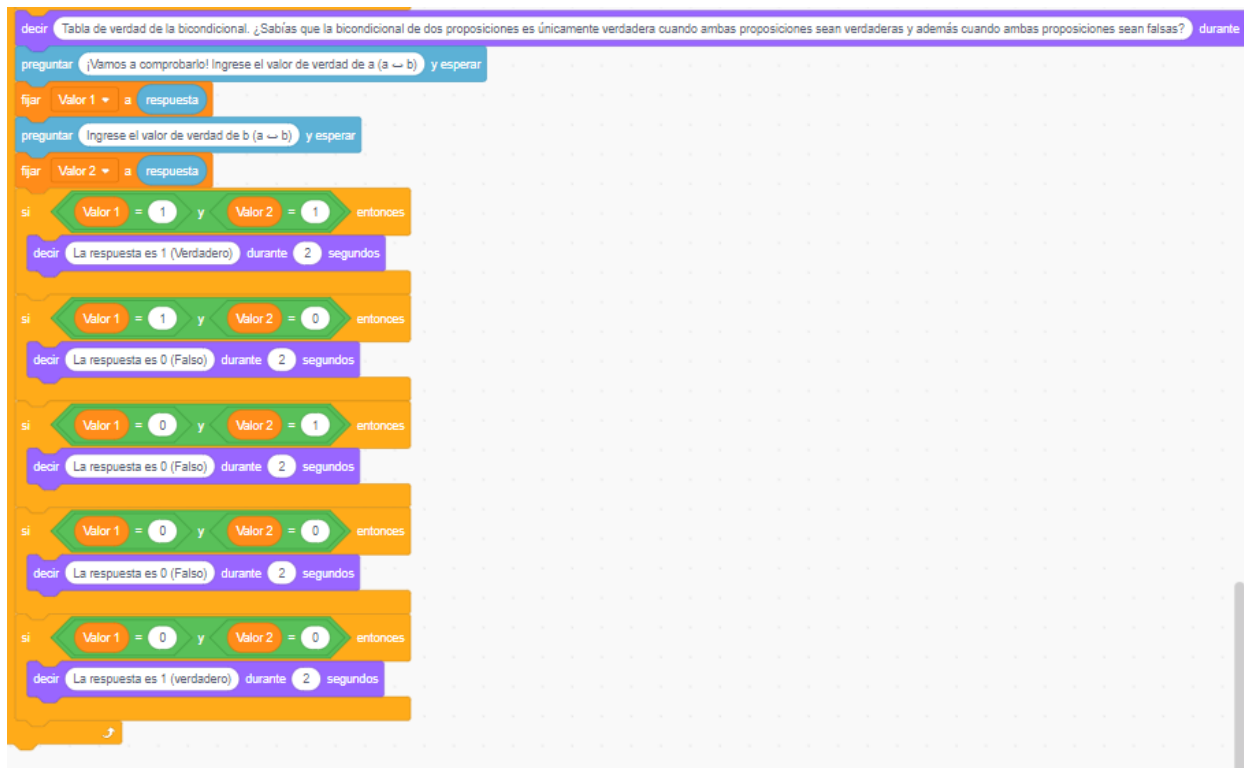 decir Tabla de verdad de la bicondicional. ¿Sabías que la bicondicional de dos proposiciones es únicamente verdadera cuando ambas proposiciones sean verdaderas y además cuando ambas proposiciones sean falsas? durante
preguntar ¡Vamos a comprobarlo! Ingrese el valor de verdad de a (a ↔ b) y esperar
fijar Valor 1 a respuesta
preguntar Ingrese el valor de verdad de b (a ↔ b) y esperar
fijar Valor 2 a respuesta
si Valor 1 = 1 y Valor 2 = 1 entonces
decir La respuesta es 1 (Verdadero) durante 2 segundos
si Valor 1 = 1 y Valor 2 = 0 entonces
decir La respuesta es 0 (Falso) durante 2 segundos
si Valor 1 = 0 y Valor 2 = 1 entonces
decir La respuesta es 0 (Falso) durante 2 segundos
si Valor 1 = 0 y Valor 2 = 0 entonces
decir La respuesta es 0 (Falso) durante 2 segundos
si Valor 1 = 0 y Valor 2 = 0 entonces
decir La respuesta es 1 (verdadero) durante 2 segundos